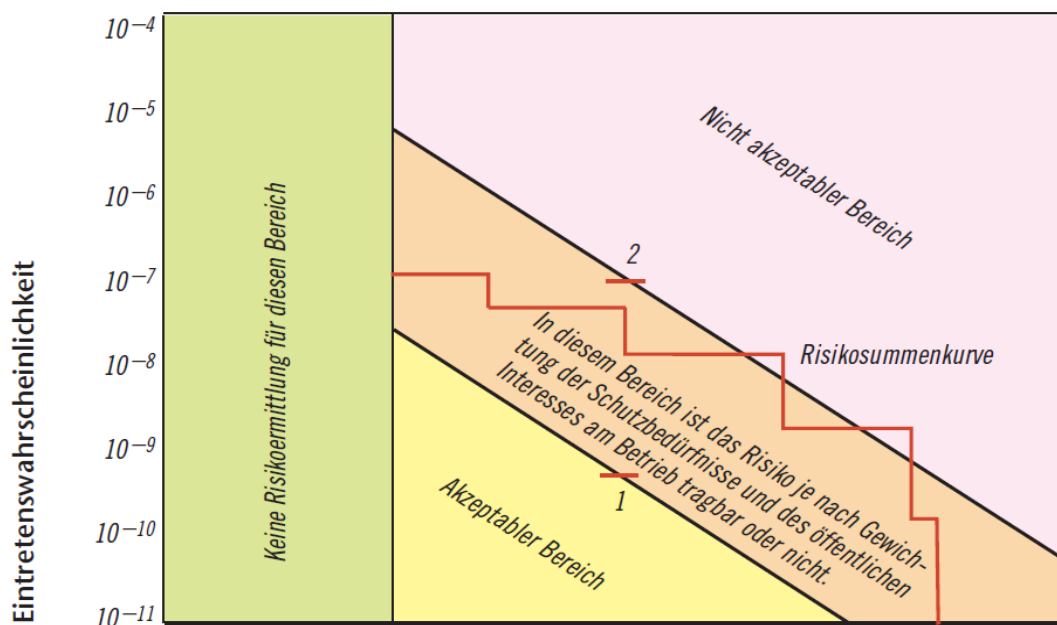 Eintretenswahrscheinlichkeit
10–4
10–5
10–6
10–7
10–8
10–9
10–10
10–11
Keine Risikoermittlung für diesen Bereich
Nicht akzeptabler Bereich
2
Risikosummenkurve
In diesem Bereich ist das Risiko je nach Gewich-
tung der Schutzbedürfnisse und des öffentlichen
Interesses am Betrieb tragbar oder nicht.
1
Akzeptabler Bereich